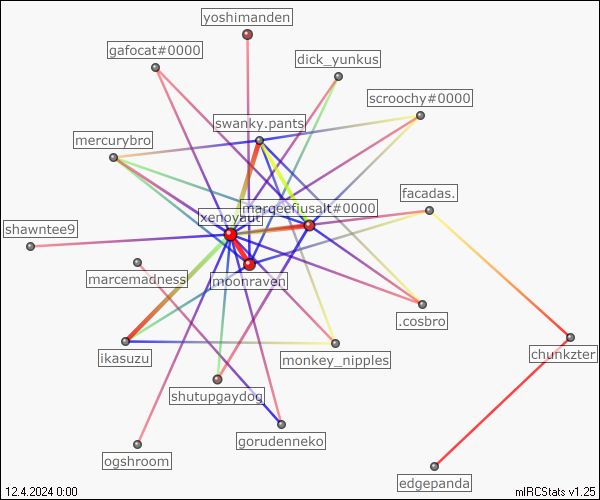 yoshimanden
gafocat#0000
dick_yunkus
scroochy#0000
swanky.pants
mercurybro
facadas.
margeefjusalt#0000
xenoyaut
shawntee9
marcemadness
moonraven
.cosbro
ikasuzu
monkey_nipples
chunkzter
shutupgaydog
gorudenneko
ogshroom
edgepanda
12.4.2024 0:00
mIRCStats v1.25